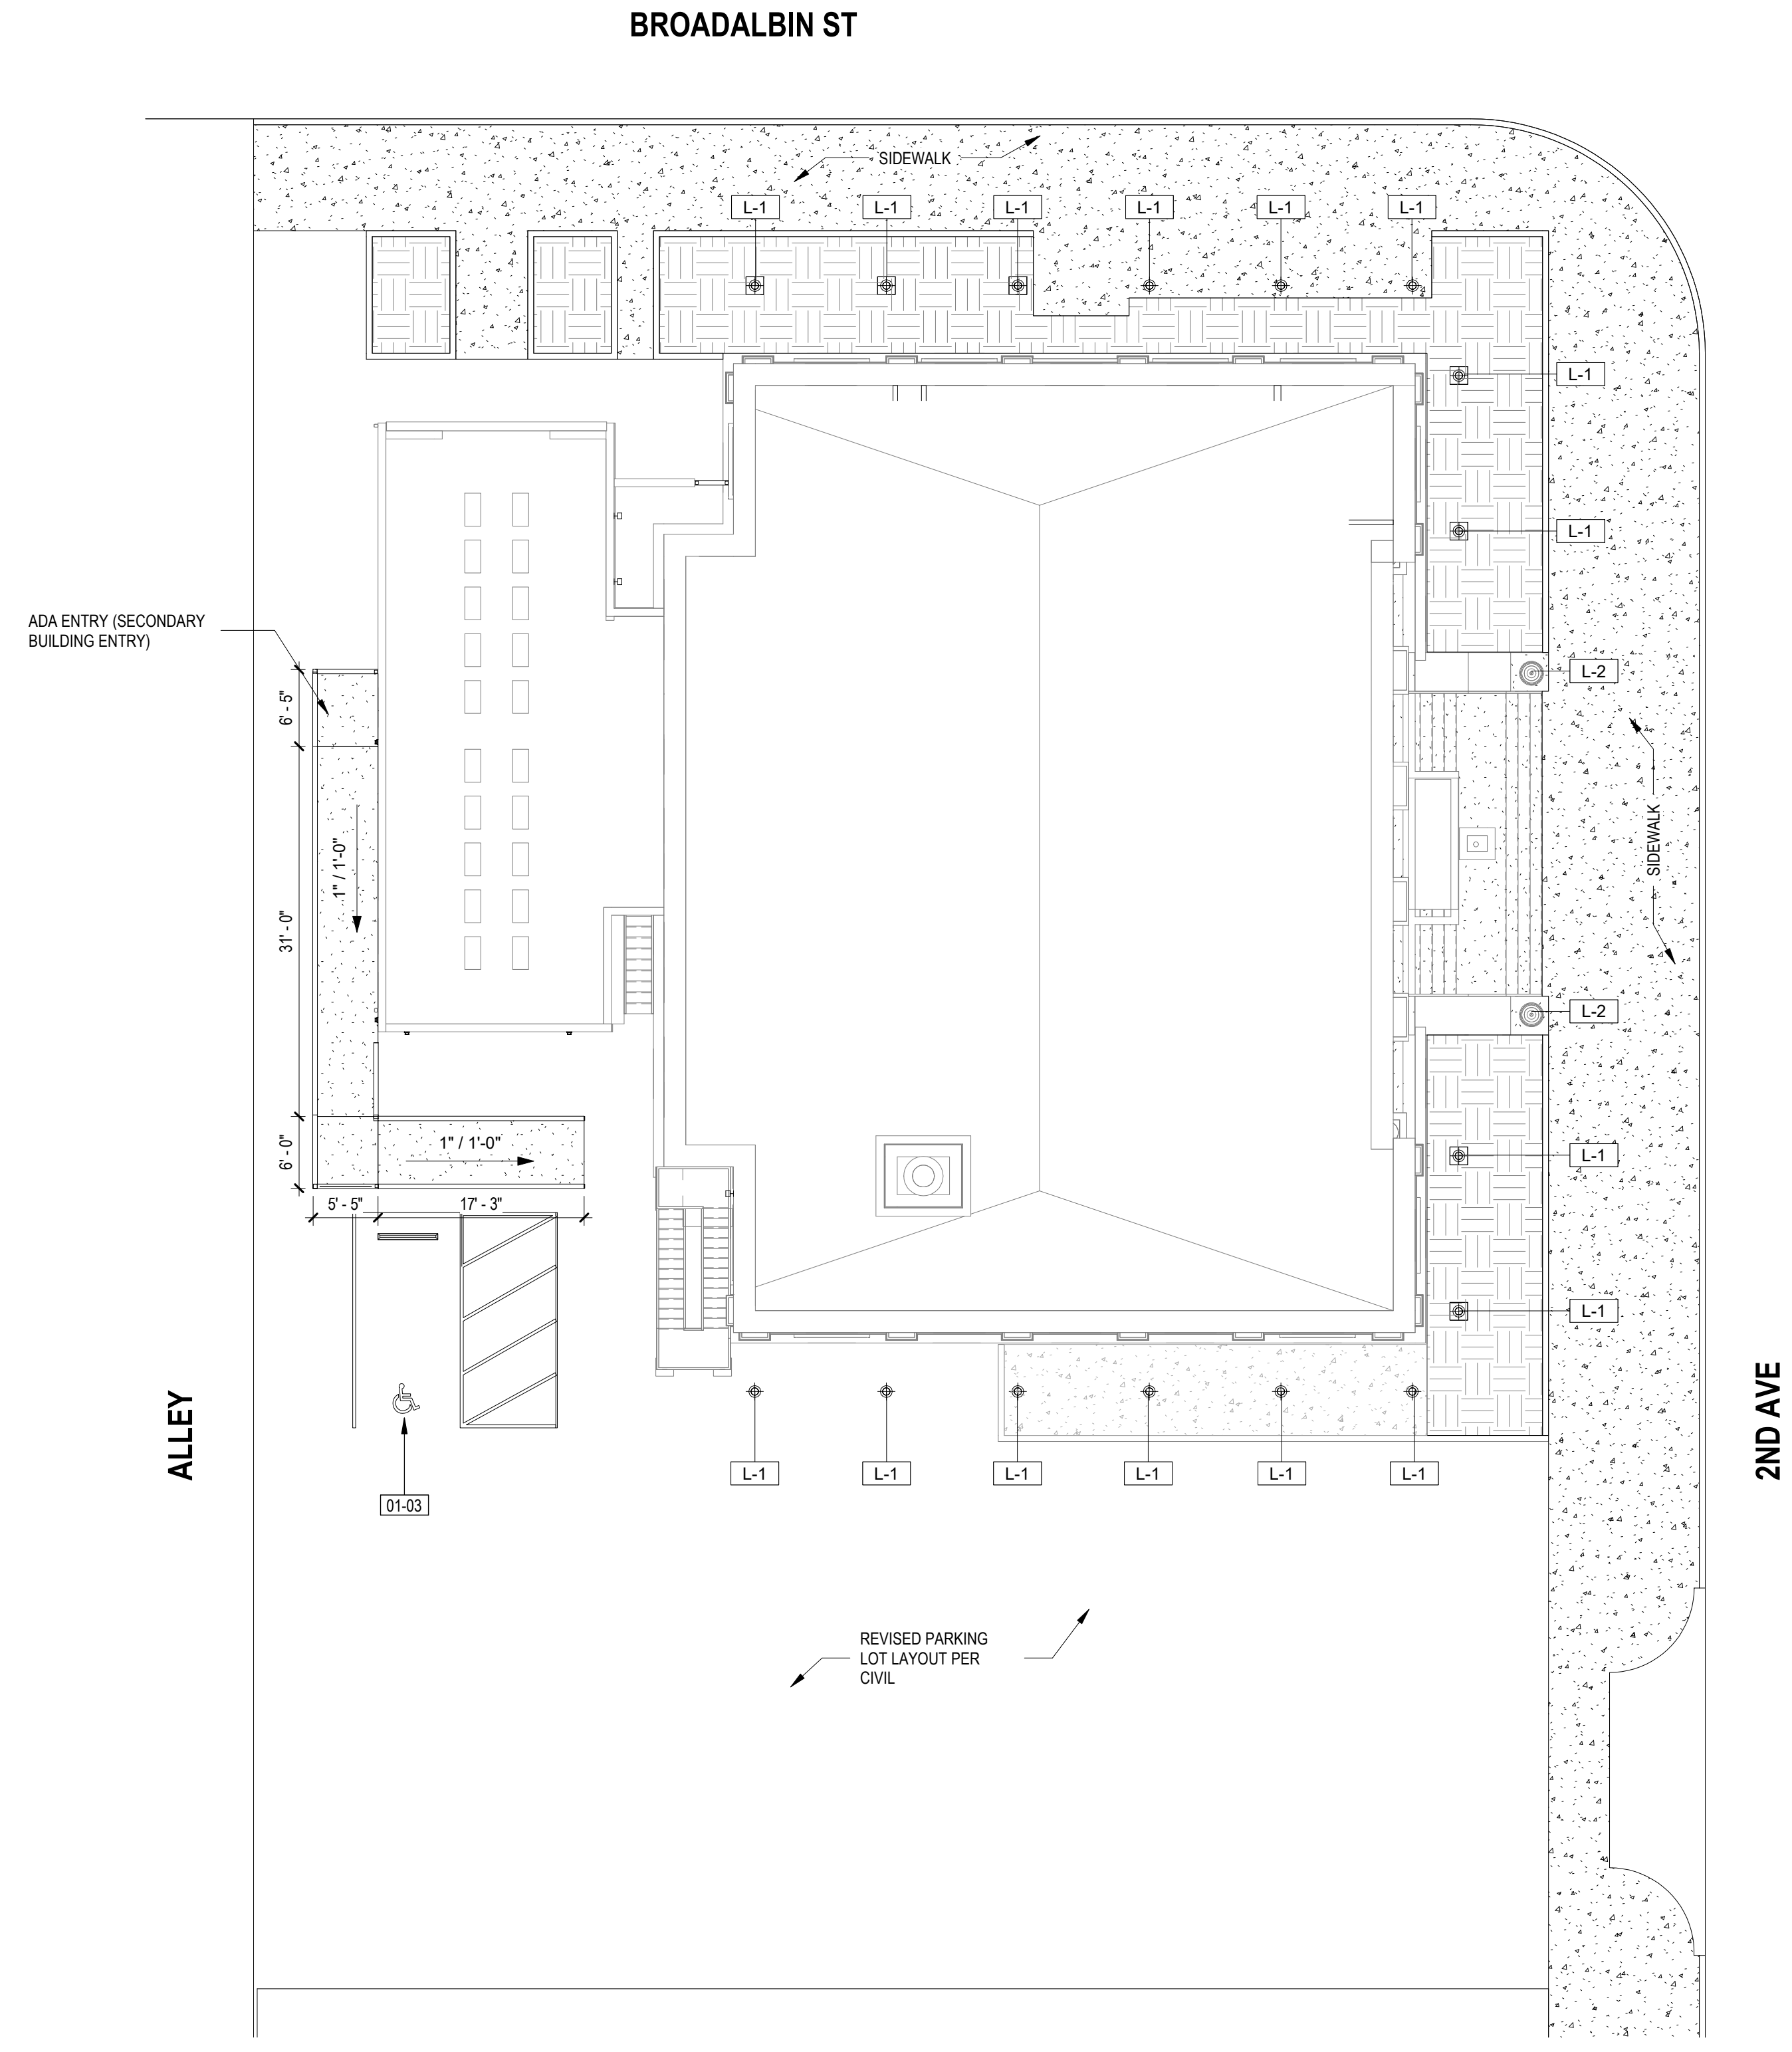 BROADALBIN ST
SIDEWALK
L-1
L-1
L-1
L-1
L-1
L-1
L-1
L-1
ADA ENTRY (SECONDARY
BUILDING ENTRY)
L-2
6' - 5"
SIDEWALK
1" / 1'-0"
31' - 0"
L-2
1" / 1'-0"
6' - 0"
L-1
5' - 5"
17' - 3"
L-1
ALLEY
2ND AVE
L-1
L-1
L-1
L-1
L-1
L-1
01-03
REVISED PARKING
LOT LAYOUT PER
CIVIL